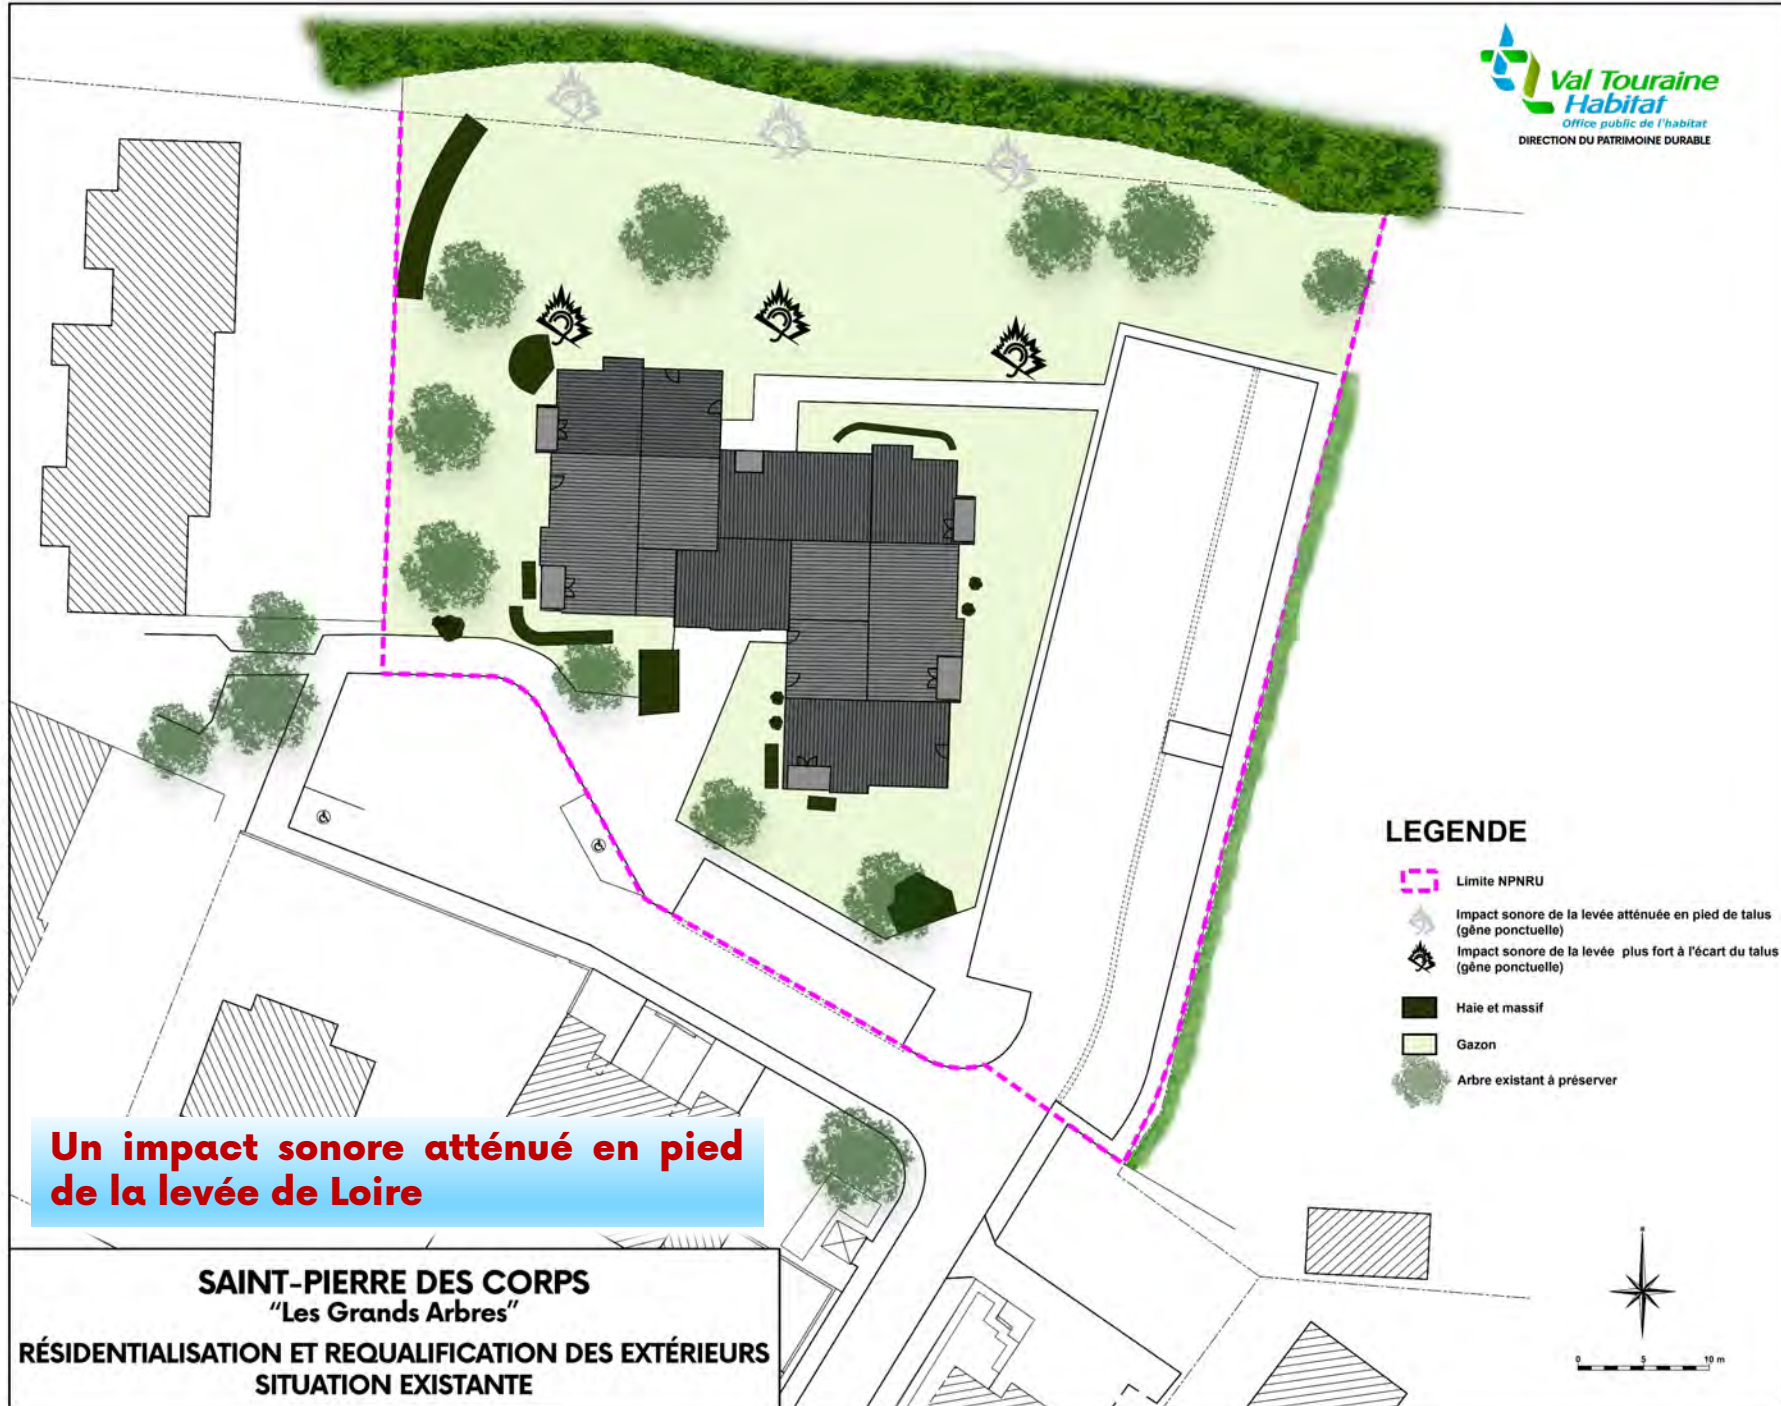 Val Touraine
Habitat
Office public de l'habitat
DIRECTION DU PATRIMOINE DURABLE
LEGENDE
Limite NPNRU
Impact sonore de la levée atténuée en pied de talus
(gêne ponctuelle)
Impact sonore de la levée plus fort à l'écart du talus
(gêne ponctuelle)
Haie et massif
Gazon
Arbre existant à préserver
Un impact sonore atténué en pied
de la levée de Loire
SAINT-PIERRE DES CORPS
"Les Grands Arbres"
RÉSIDENTIALISATION ET REQUALIFICATION DES EXTÉRIEURS
SITUATION EXISTANTE
0 5 10 m